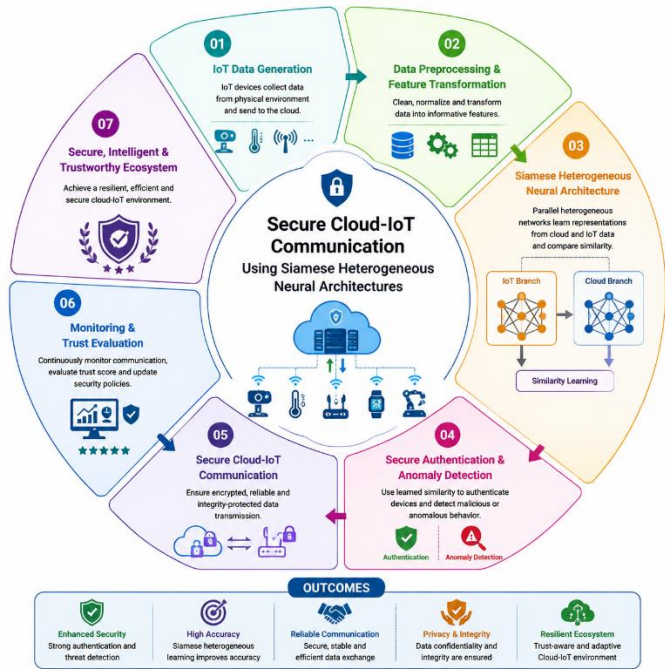 01
IoT Data Generation
IoT devices collect data
from physical environment
and send to the cloud.
...
02
Data Preprocessing &
Feature Transformation
Clean, normalize and transform
data into informative features.
03
Siamese Heterogeneous
Neural Architecture
Parallel heterogeneous
networks learn representations
from cloud and IoT data
and compare similarity.
IoT Branch
Cloud Branch
Similarity Learning
04
Secure Authentication &
Anomaly Detection
Use learned similarity to authenticate
devices and detect malicious or
anomalous behavior.
Authentication
Anomaly Detection
05
Secure Cloud-IoT
Communication
Ensure encrypted, reliable and
integrity-protected data
transmission.
06
Monitoring &
Trust Evaluation
Continuously monitor communication,
evaluate trust score and update
security policies.
07
Secure, Intelligent &
Trustworthy Ecosystem
Achieve a resilient, efficient and
secure cloud-IoT environment.
Secure Cloud-IoT
Communication
Using Siamese Heterogeneous
Neural Architectures
OUTCOMES
Enhanced Security
Strong authentication and
threat detection
High Accuracy
Siamese heterogeneous
learning improves accuracy
Reliable Communication
Secure, stable and
efficient data exchange
Privacy & Integrity
Data confidentiality and
integrity are ensured
Resilient Ecosystem
Trust-aware and adaptive
Cloud-IoT environment